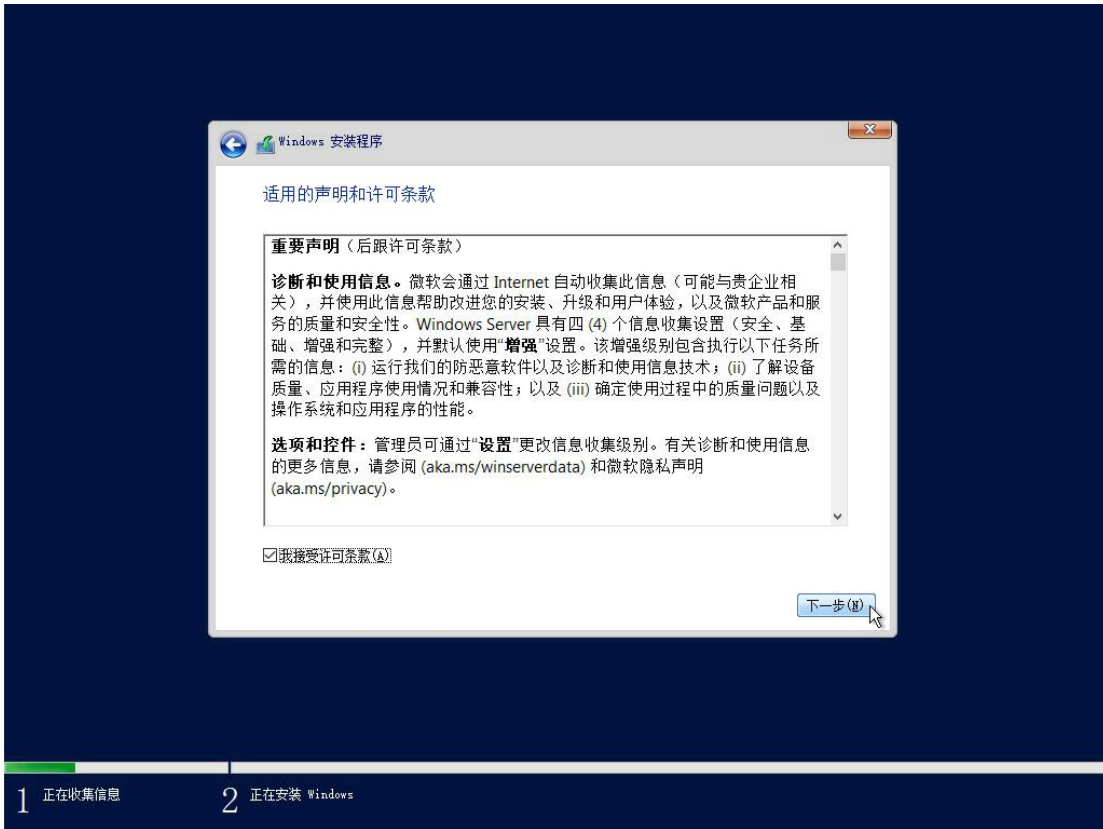 Windows 安装程序
适用的声明和许可条款
重要声明（后跟许可条款）
诊断和使用信息。微软会通过 Internet 自动收集此信息（可能与贵企业相
关），并使用此信息帮助改进您的安装、升级和用户体验，以及微软产品和服
务的质量和安全性。Windows Server 具有四 (4) 个信息收集设置（安全、基
础、增强和完整），并默认使用“增强”设置。该增强级别包含执行以下任务所
需的信息：(i) 运行我们的防恶意软件以及诊断和使用信息技术；(ii) 了解设备
质量、应用程序使用情况和兼容性；以及 (iii) 确定使用过程中的质量问题以及
操作系统和应用程序的性能。
选项和控件：管理员可通过“设置”更改信息收集级别。有关诊断和使用信息
的更多信息，请参阅 (aka.ms/winserverdata) 和微软隐私声明
(aka.ms/privacy)。
我接受许可条款(A)
下一步(N)
1 正在收集信息
2 正在安装 Windows